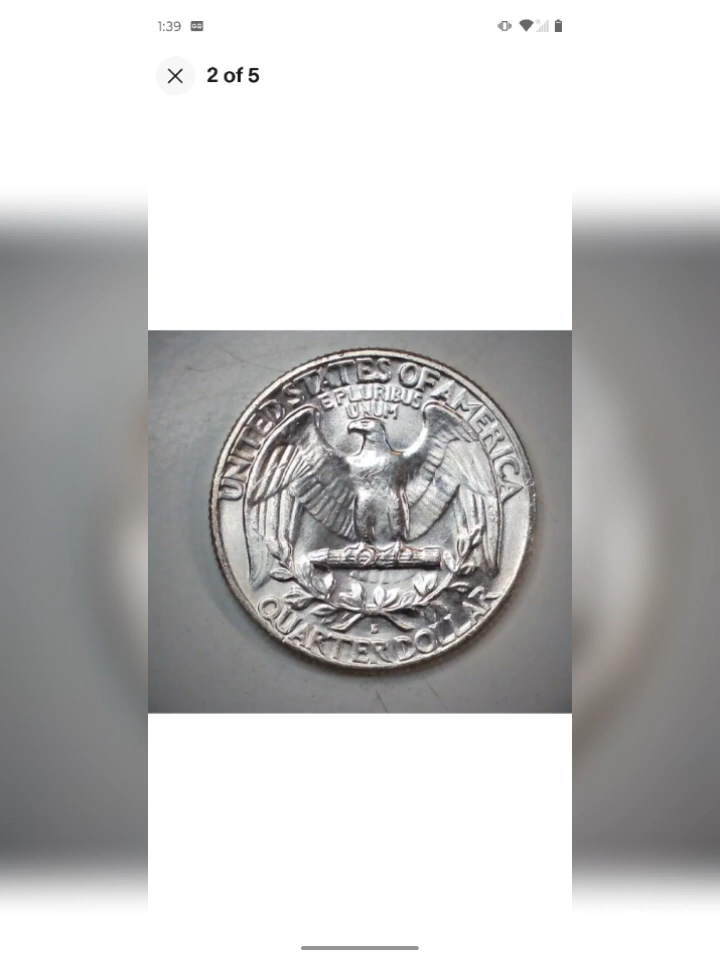 1:39
2 of 5
UNITED STATES OF AMERICA
E PLURIBUS
UNUM
QUARTER DOLLAR